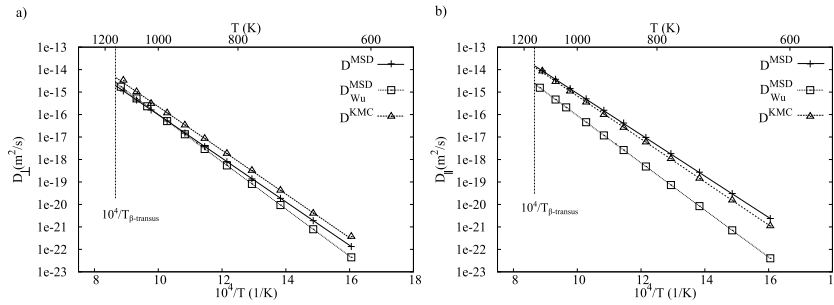 a)
T (K)
1200 1000 800 600
1e-13
1e-14
1e-15
1e-16
1e-17
1e-18
1e-19
1e-20
1e-21
1e-22
1e-23
D⊥(m²/s)
D^MSD
D^MSD_Wu
D^KMC
10⁴/Tβ-transus
8 10 12 14 16 18
10⁴/T (1/K)
b)
T (K)
1200 1000 800 600
1e-13
1e-14
1e-15
1e-16
1e-17
1e-18
1e-19
1e-20
1e-21
1e-22
1e-23
D∥(m²/s)
D^MSD
D^MSD_Wu
D^KMC
10⁴/Tβ-transus
8 10 12 14 16 18
10⁴/T (1/K)